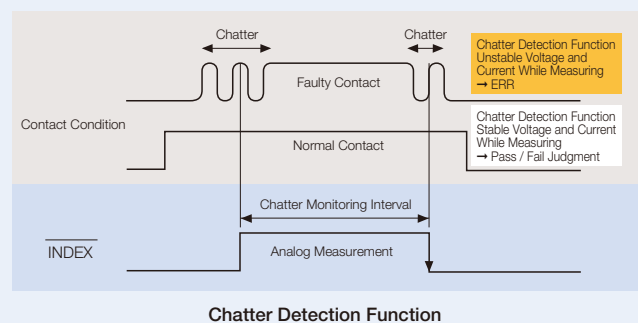 Chatter
Chatter
Chatter Detection Function
Unstable Voltage and
Current While Measuring
→ ERR
Faulty Contact
Chatter Detection Function
Stable Voltage and Current
While Measuring
→ Pass / Fail Judgment
Contact Condition
Normal Contact
Chatter Monitoring Interval
INDEX
Analog Measurement
Chatter Detection Function